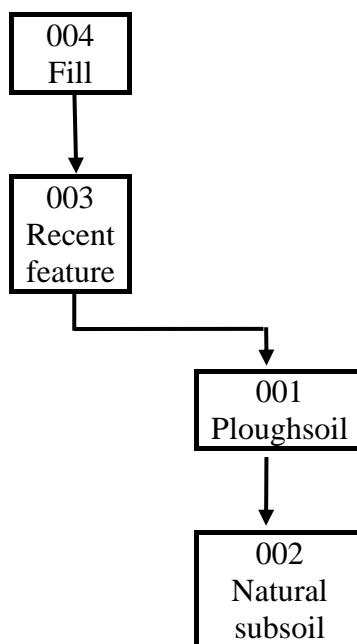 004
Fill
003
Recent
feature
001
Ploughsoil
002
Natural
subsoil